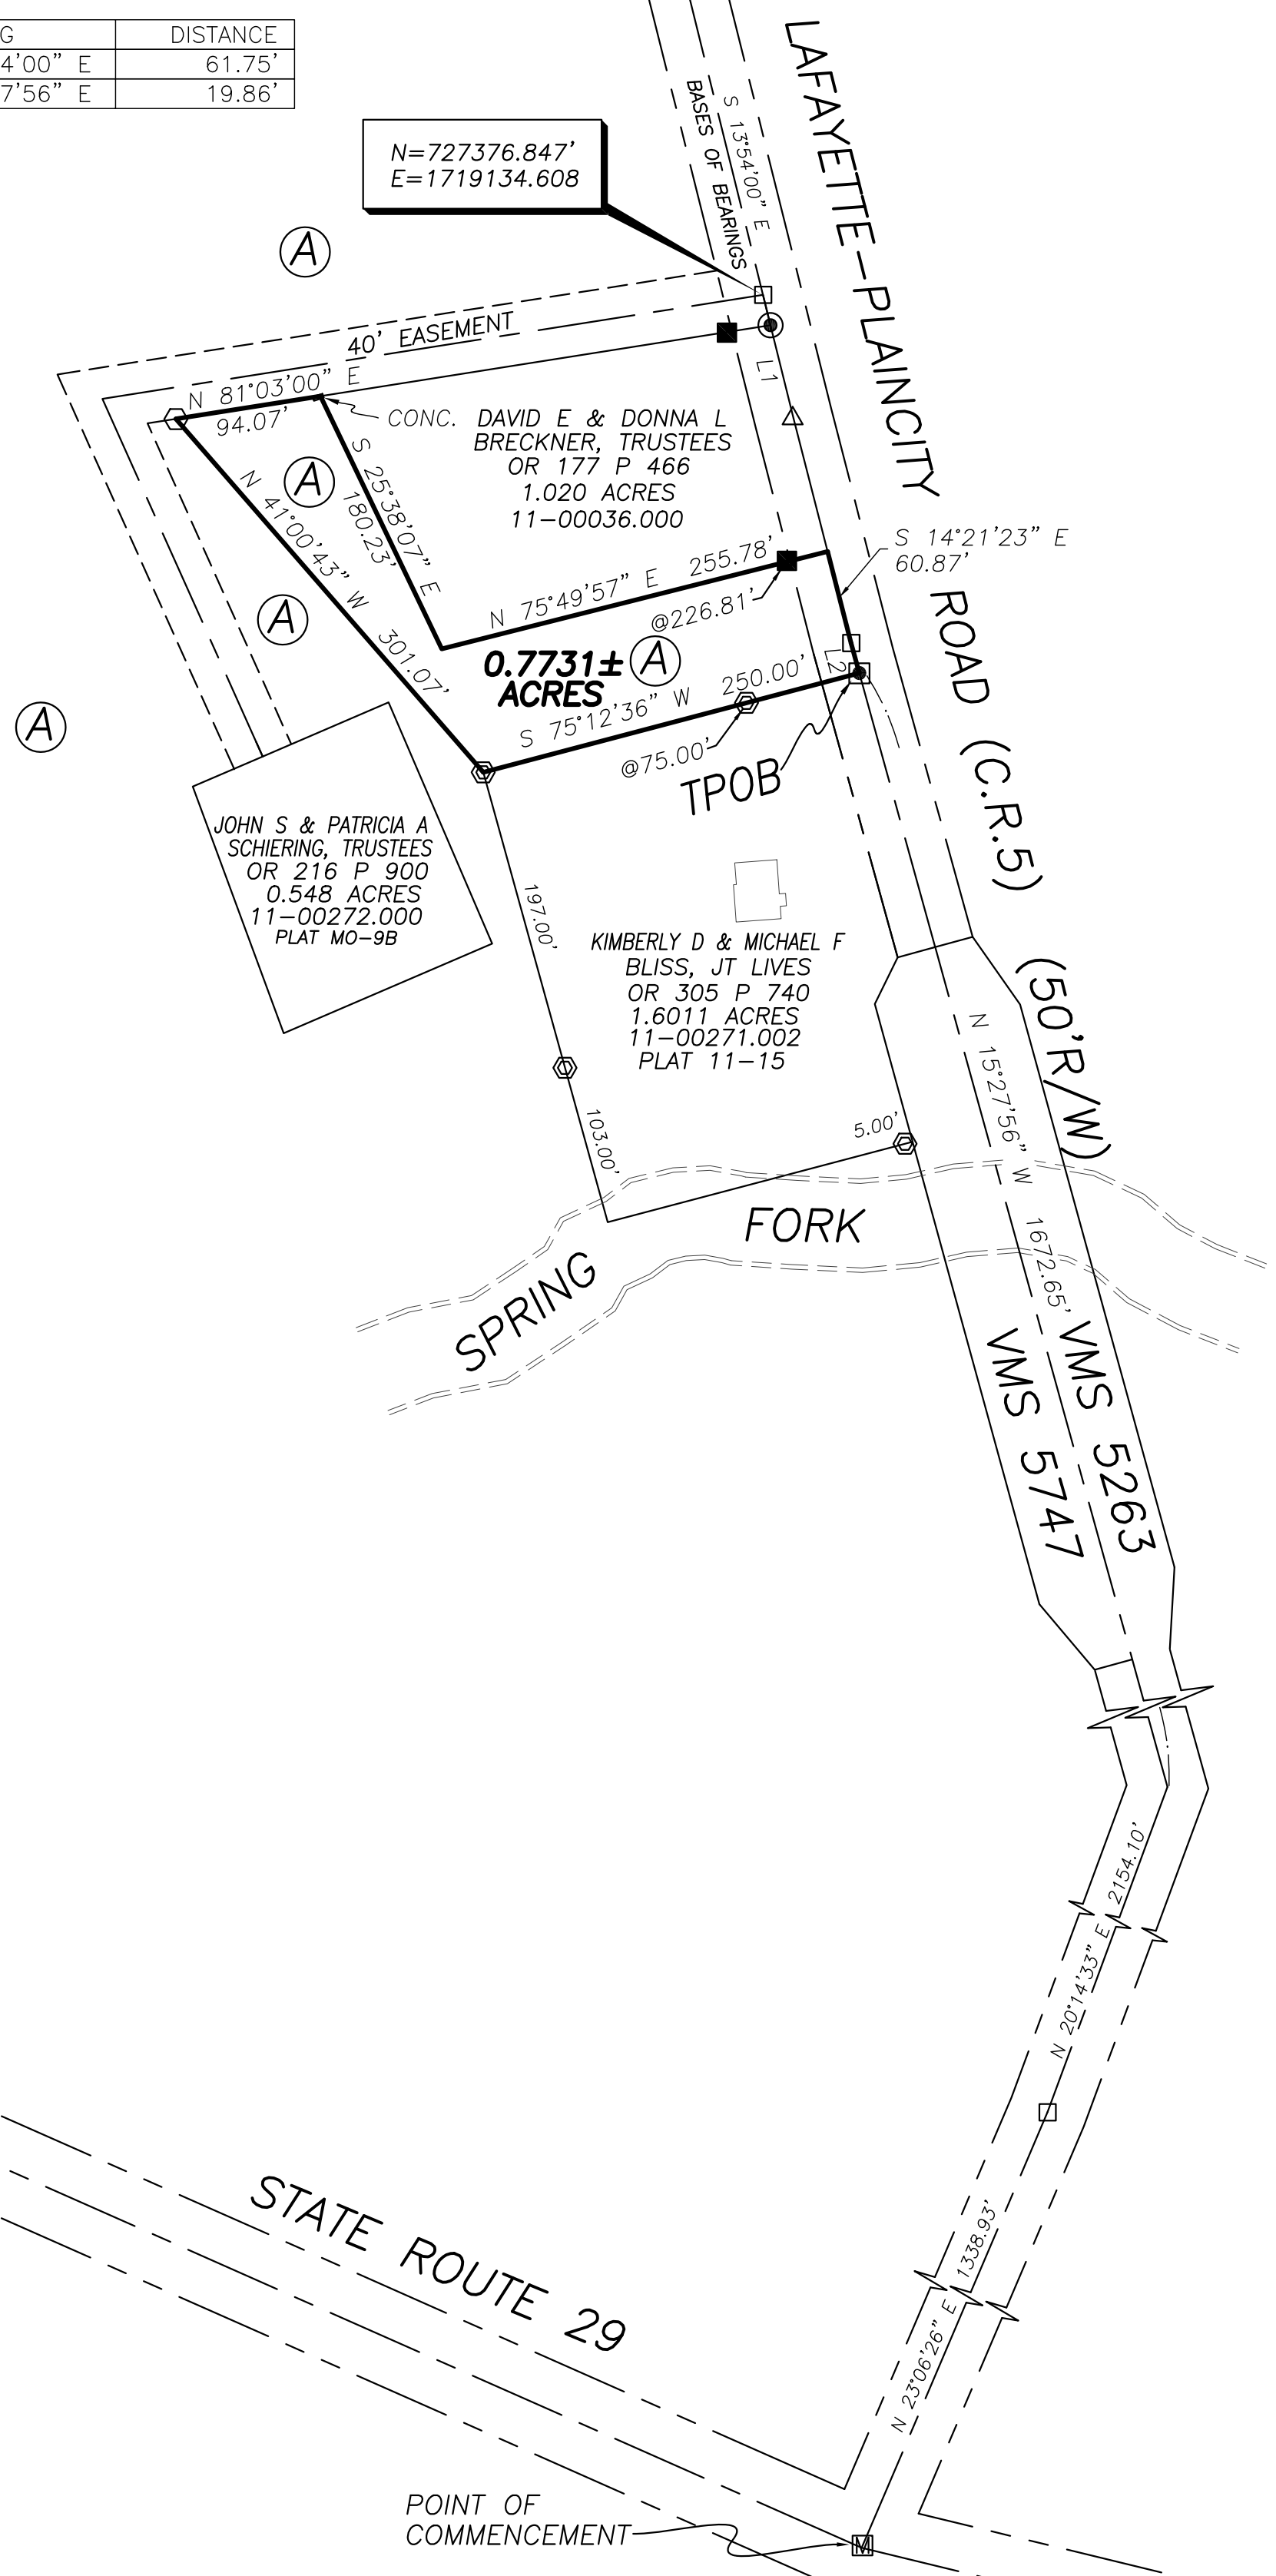 G DISTANCE
4'00" E 61.75'
7'56" E 19.86'
N=727376.847'
E=1719134.608
LAFAYETTE-PLAINCITY ROAD (C.R.5) (50'R/W)
S 13°54'00" E
BASES OF BEARINGS
A
40' EASEMENT
L1
N 81°03'00" E
94.07'
CONC.
DAVID E & DONNA L
BRECKNER, TRUSTEES
OR 177 P 466
1.020 ACRES
11-00036.000
A
S 25°38'07" E
180.23'
N 41°00'43" W 301.07'
S 14°21'23" E
60.87'
N 75°49'57" E 255.78'
@226.81'
A
0.7731±
ACRES
A
L2
S 75°12'36" W 250.00'
@75.00'
TPOB
A
JOHN S & PATRICIA A
SCHIERING, TRUSTEES
OR 216 P 900
0.548 ACRES
11-00272.000
PLAT MO-9B
197.00'
KIMBERLY D & MICHAEL F
BLISS, JT LIVES
OR 305 P 740
1.6011 ACRES
11-00271.002
PLAT 11-15
103.00'
5.00'
N 15°27'56" W 1672.65'
SPRING FORK
VMS 5263
VMS 5747
N 20°14'33" E 2154.10'
STATE ROUTE 29
N 23°06'26" E 1338.93'
POINT OF
COMMENCEMENT
M